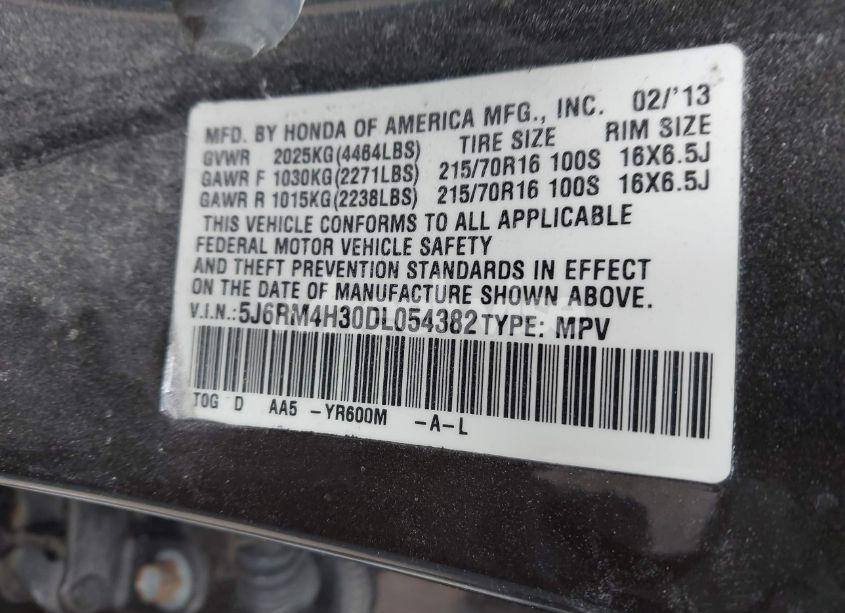 MFD. BY HONDA OF AMERICA MFG., INC. 02/'13
GVWR 2025KG(4464LBS) TIRE SIZE RIM SIZE
GAWR F 1030KG(2271LBS) 215/70R16 100S 16X6.5J
GAWR R 1015KG(2238LBS) 215/70R16 100S 16X6.5J
THIS VEHICLE CONFORMS TO ALL APPLICABLE
FEDERAL MOTOR VEHICLE SAFETY
AND THEFT PREVENTION STANDARDS IN EFFECT
ON THE DATE OF MANUFACTURE SHOWN ABOVE.
V.I.N.:5J6RM4H30DL054382 TYPE: MPV
TOG D AA5 -YR600M -A-L